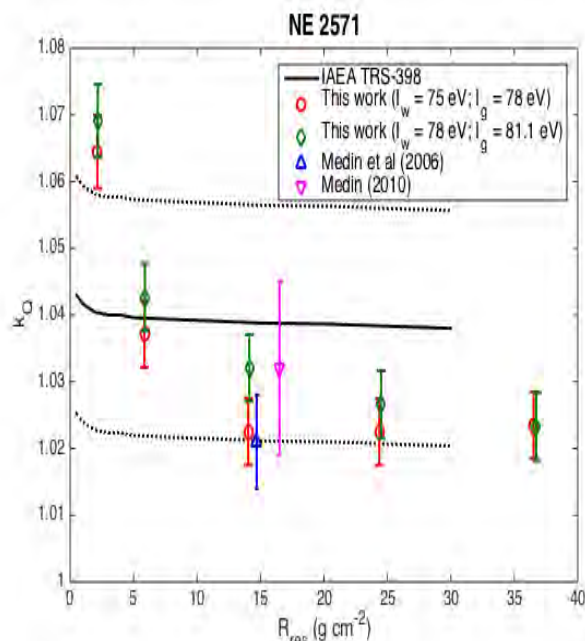 NE 2571
1.08
1.07
1.06
1.05
1.04
1.03
1.02
1.01
1
k_Q
IAEA TRS-398
This work (I_w = 75 eV; I_g = 78 eV)
This work (I_w = 78 eV; I_g = 81.1 eV)
Medin et al (2006)
Medin (2010)
0 5 10 15 20 25 30 35 40
R_res (g cm⁻²)